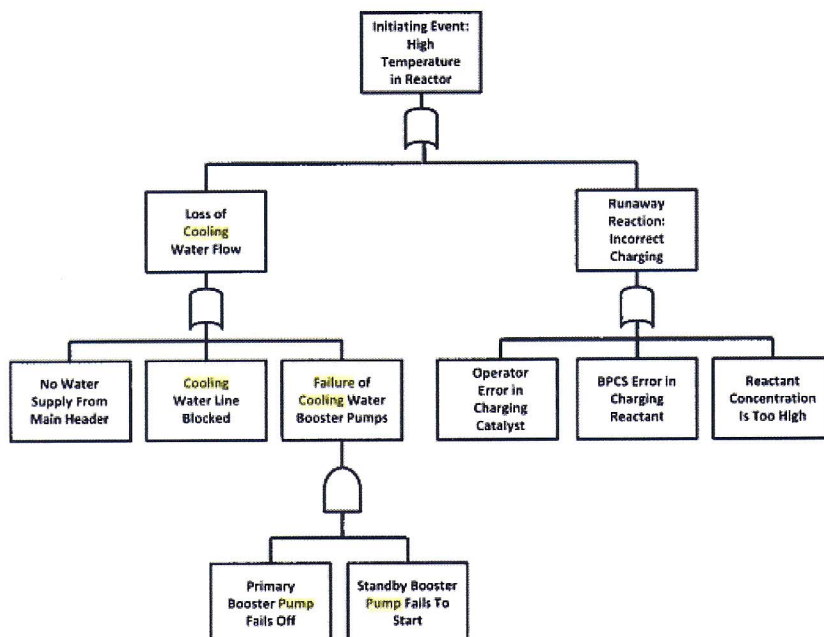 Initiating Event:
High
Temperature
in Reactor
Loss of
Cooling
Water Flow
Runaway
Reaction:
Incorrect
Charging
No Water
Supply From
Main Header
Cooling
Water Line
Blocked
Failure of
Cooling Water
Booster Pumps
Operator
Error in
Charging
Catalyst
BPCS Error in
Charging
Reactant
Reactant
Concentration
Is Too High
Primary
Booster Pump
Fails Off
Standby Booster
Pump Fails To
Start